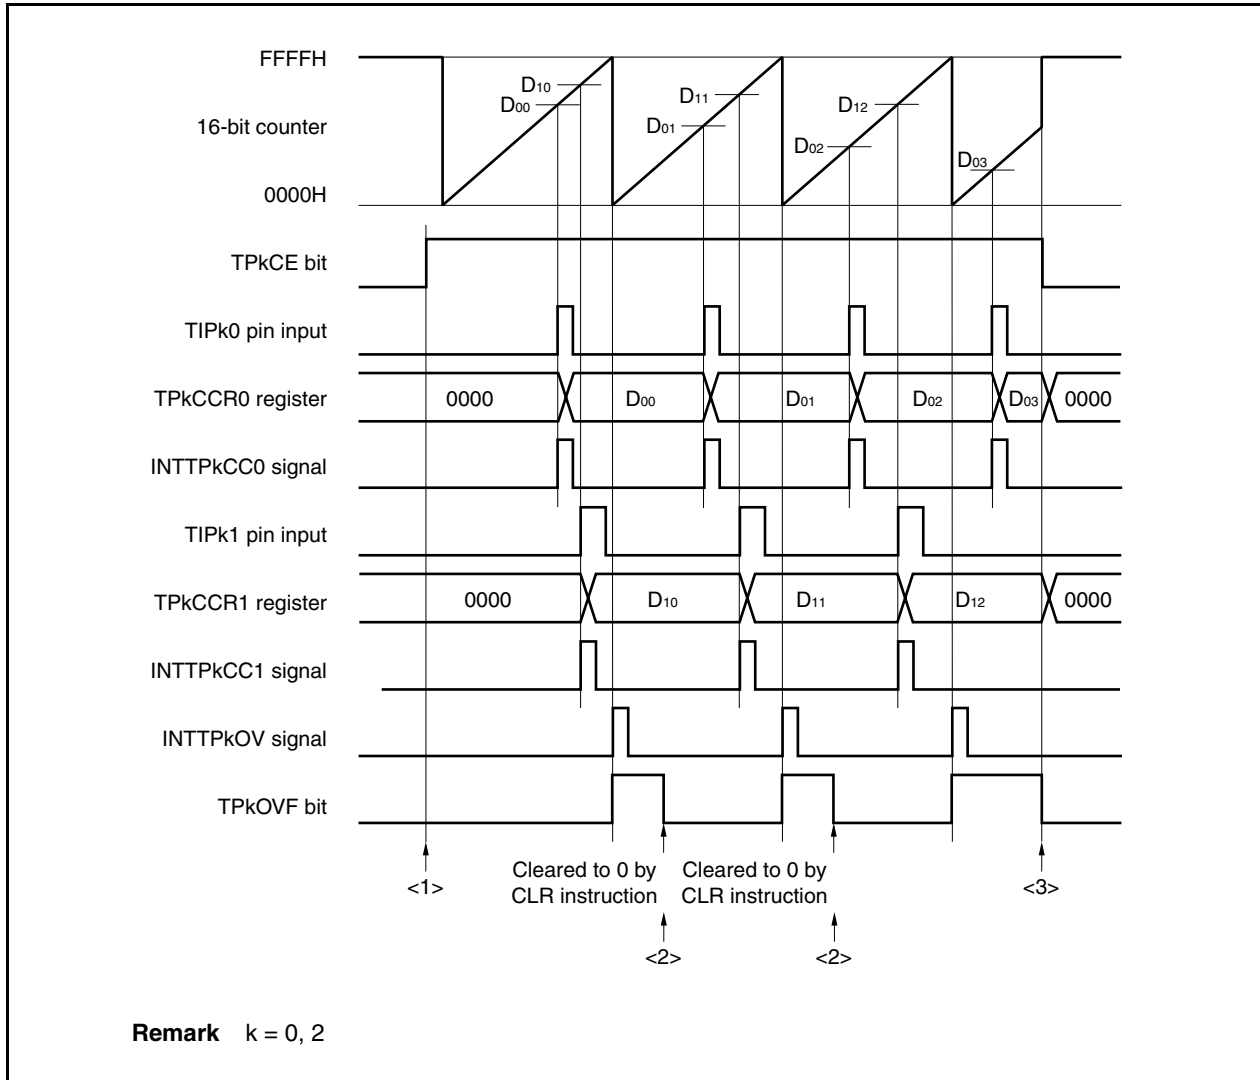 FFFFH
D10
D00
D11
D01
D12
D02
D03
16-bit counter
0000H
TPkCE bit
TIPk0 pin input
TPkCCR0 register 0000 D00 D01 D02 D03 0000
INTTPkCC0 signal
TIPk1 pin input
TPkCCR1 register 0000 D10 D11 D12 0000
INTTPkCC1 signal
INTTPkOV signal
TPkOVF bit
<1>
Cleared to 0 by
CLR instruction
<2>
Cleared to 0 by
CLR instruction
<2>
<3>
Remark k = 0, 2